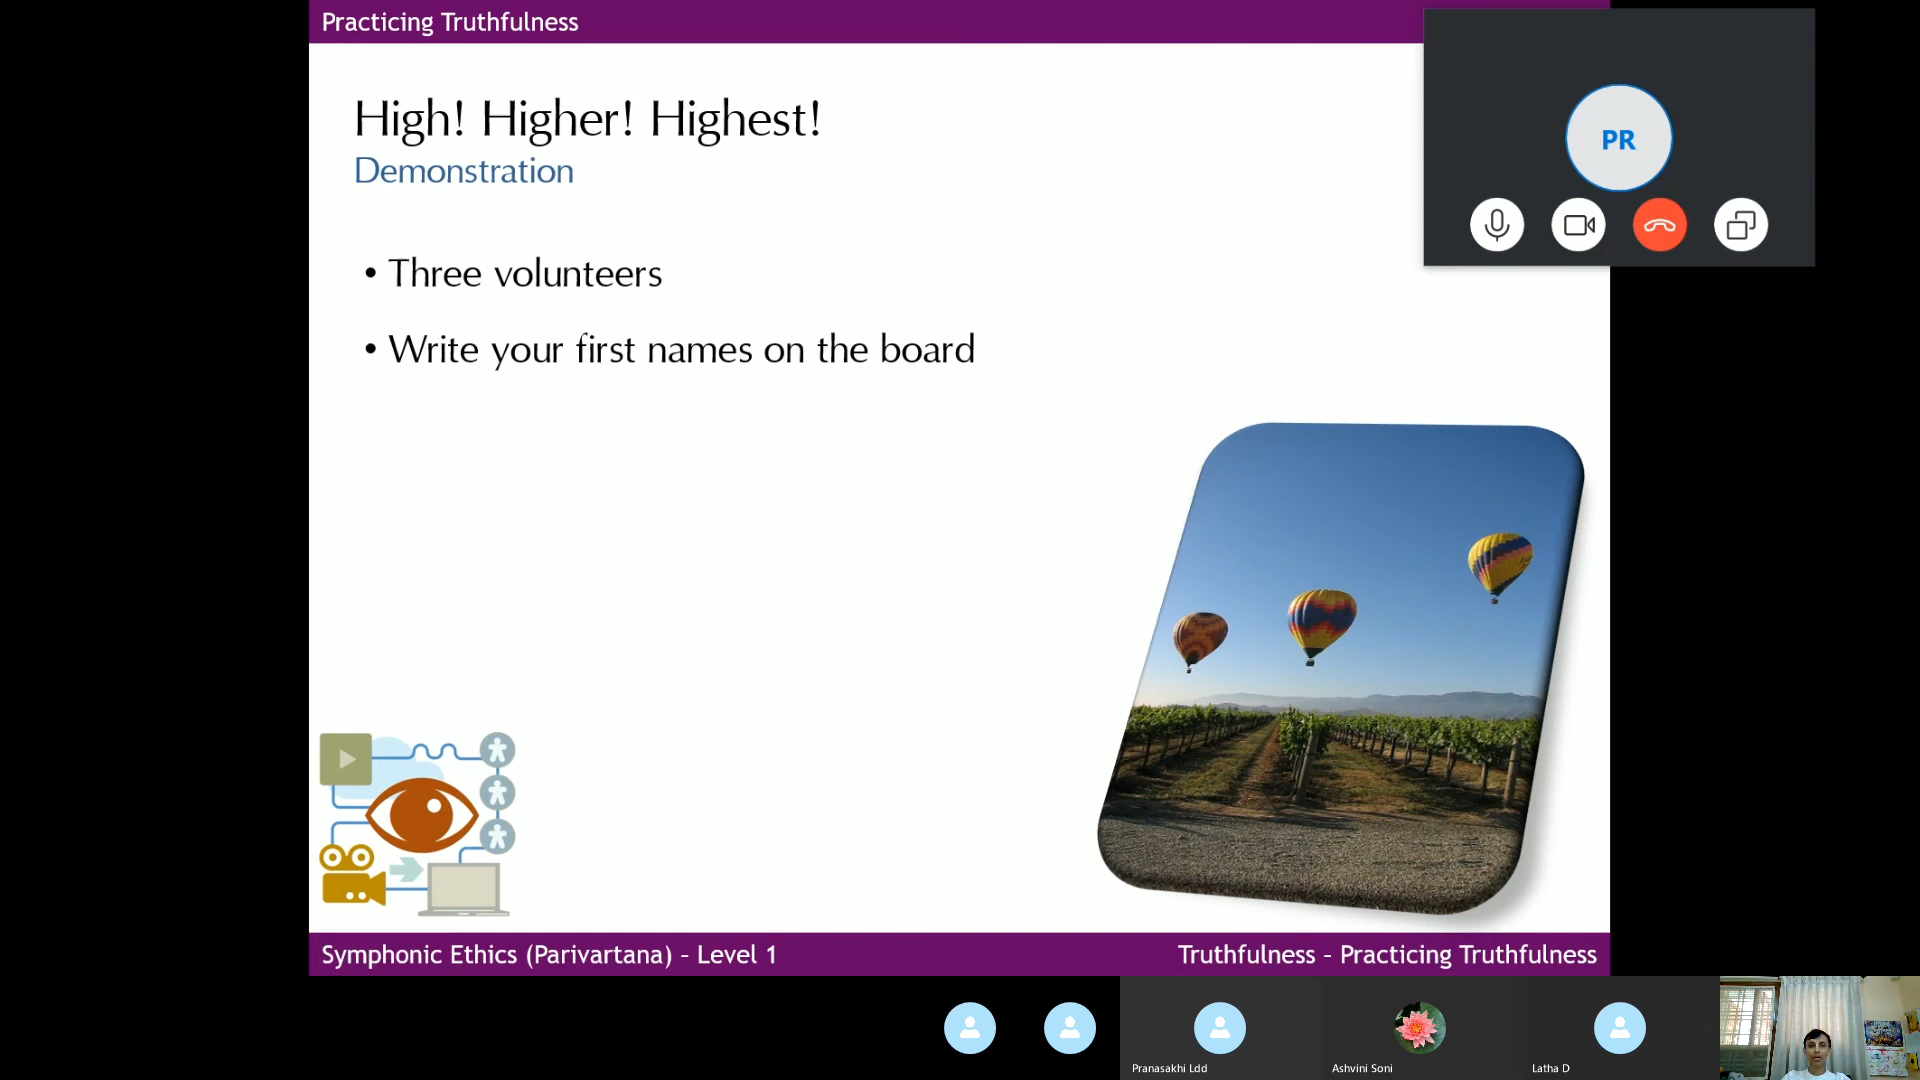 Practicing Truthfulness
High! Higher! Highest!
Demonstration
• Three volunteers
• Write your first names on the board
PR
Symphonic Ethics (Parivartana) – Level 1
Truthfulness – Practicing Truthfulness
Pranasakhi Ldd
Ashvini Soni
Latha D